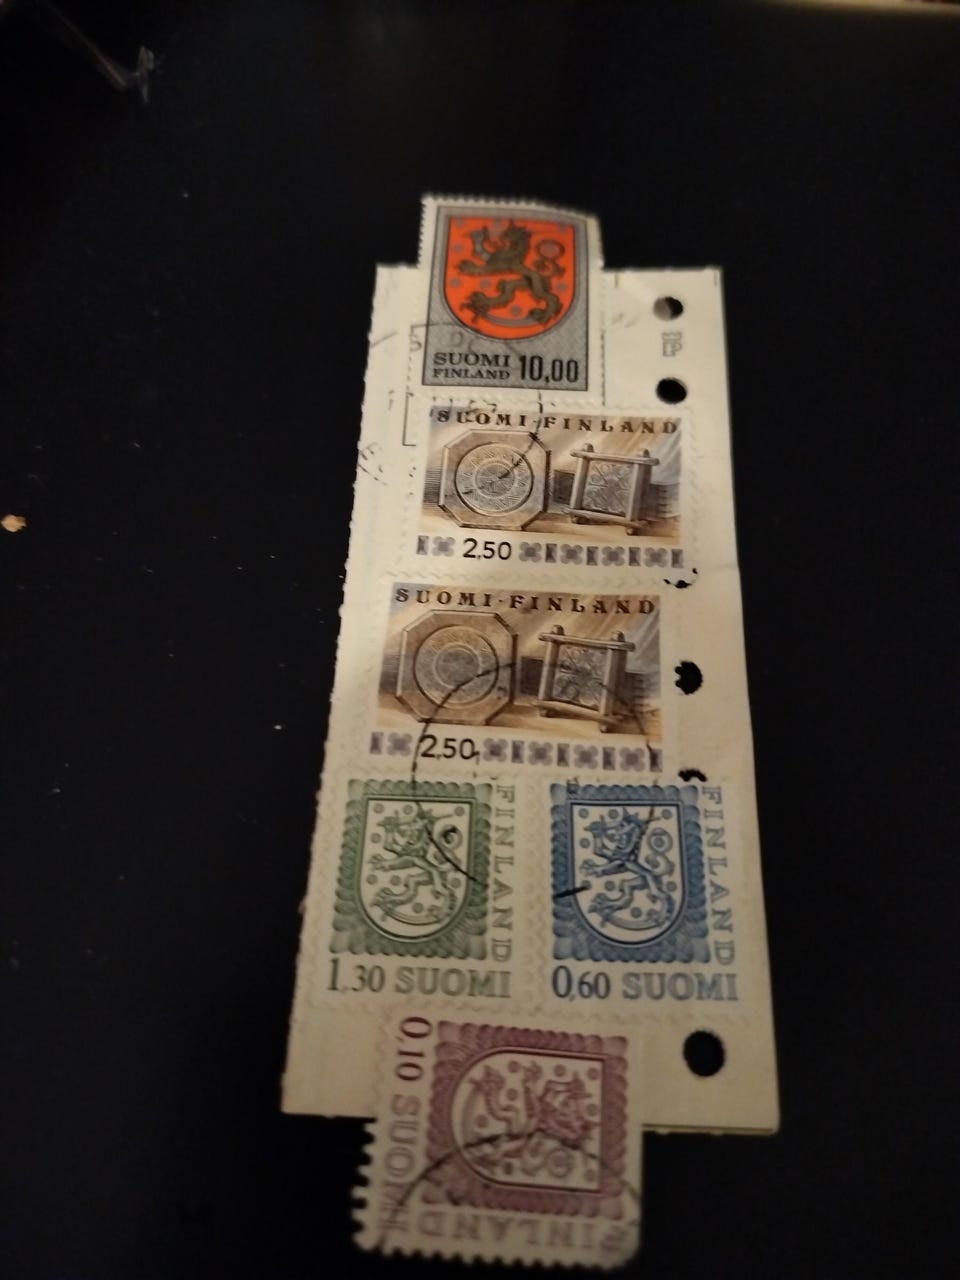 SUOMI
FINLAND 10,00
SUOMI·FINLAND
2,50
SUOMI·FINLAND
2,50
FINLAND
1,30 SUOMI
FINLAND
0,60 SUOMI
0,10 SUOMI
FINLAND